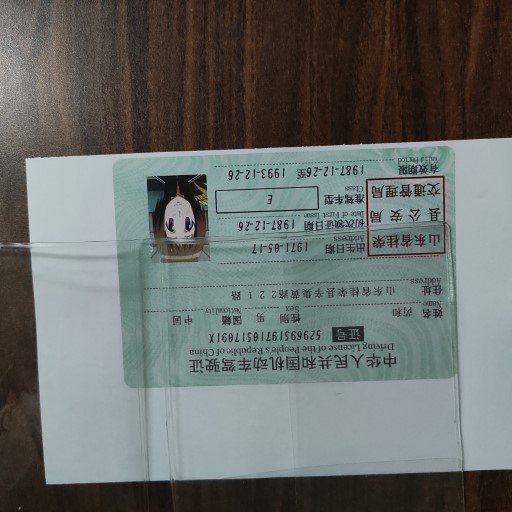 中华人民共和国机动车驾驶证
Driving License of the People's Republic of China
证号 52969519710517091X
姓名 芮和 性别 男 国籍 中国
Name Sex Nationality
住址 山东省桂荣县辛集黄路221路
Address
山东省桂荣 出生日期 1971-05-17
Address
县公安局 初次领证日期 1987-12-26
Date of First Issue
交通管理局 准驾车型 E
Class
有效期限 1987-12-26至 1993-12-26
Valid Period